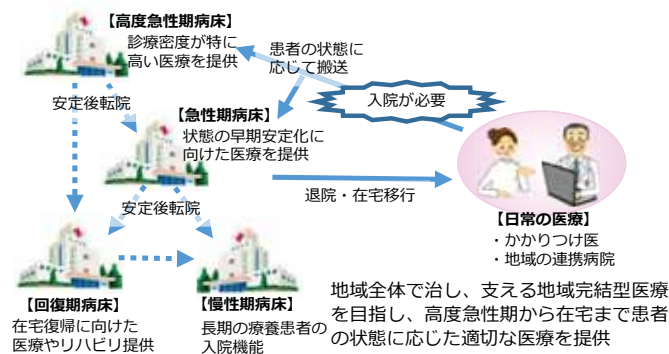 【高度急性期病床】
診療密度が特に
高い医療を提供
患者の状態に
応じて搬送
入院が必要
安定後転院
【急性期病床】
状態の早期安定化に
向けた医療を提供
退院・在宅移行
安定後転院
【日常の医療】
・かかりつけ医
・地域の連携病院
【回復期病床】
在宅復帰に向けた
医療やリハビリ提供
【慢性期病床】
長期の療養患者の
入院機能
地域全体で治し、支える地域完結型医療
を目指し、高度急性期から在宅まで患者
の状態に応じた適切な医療を提供